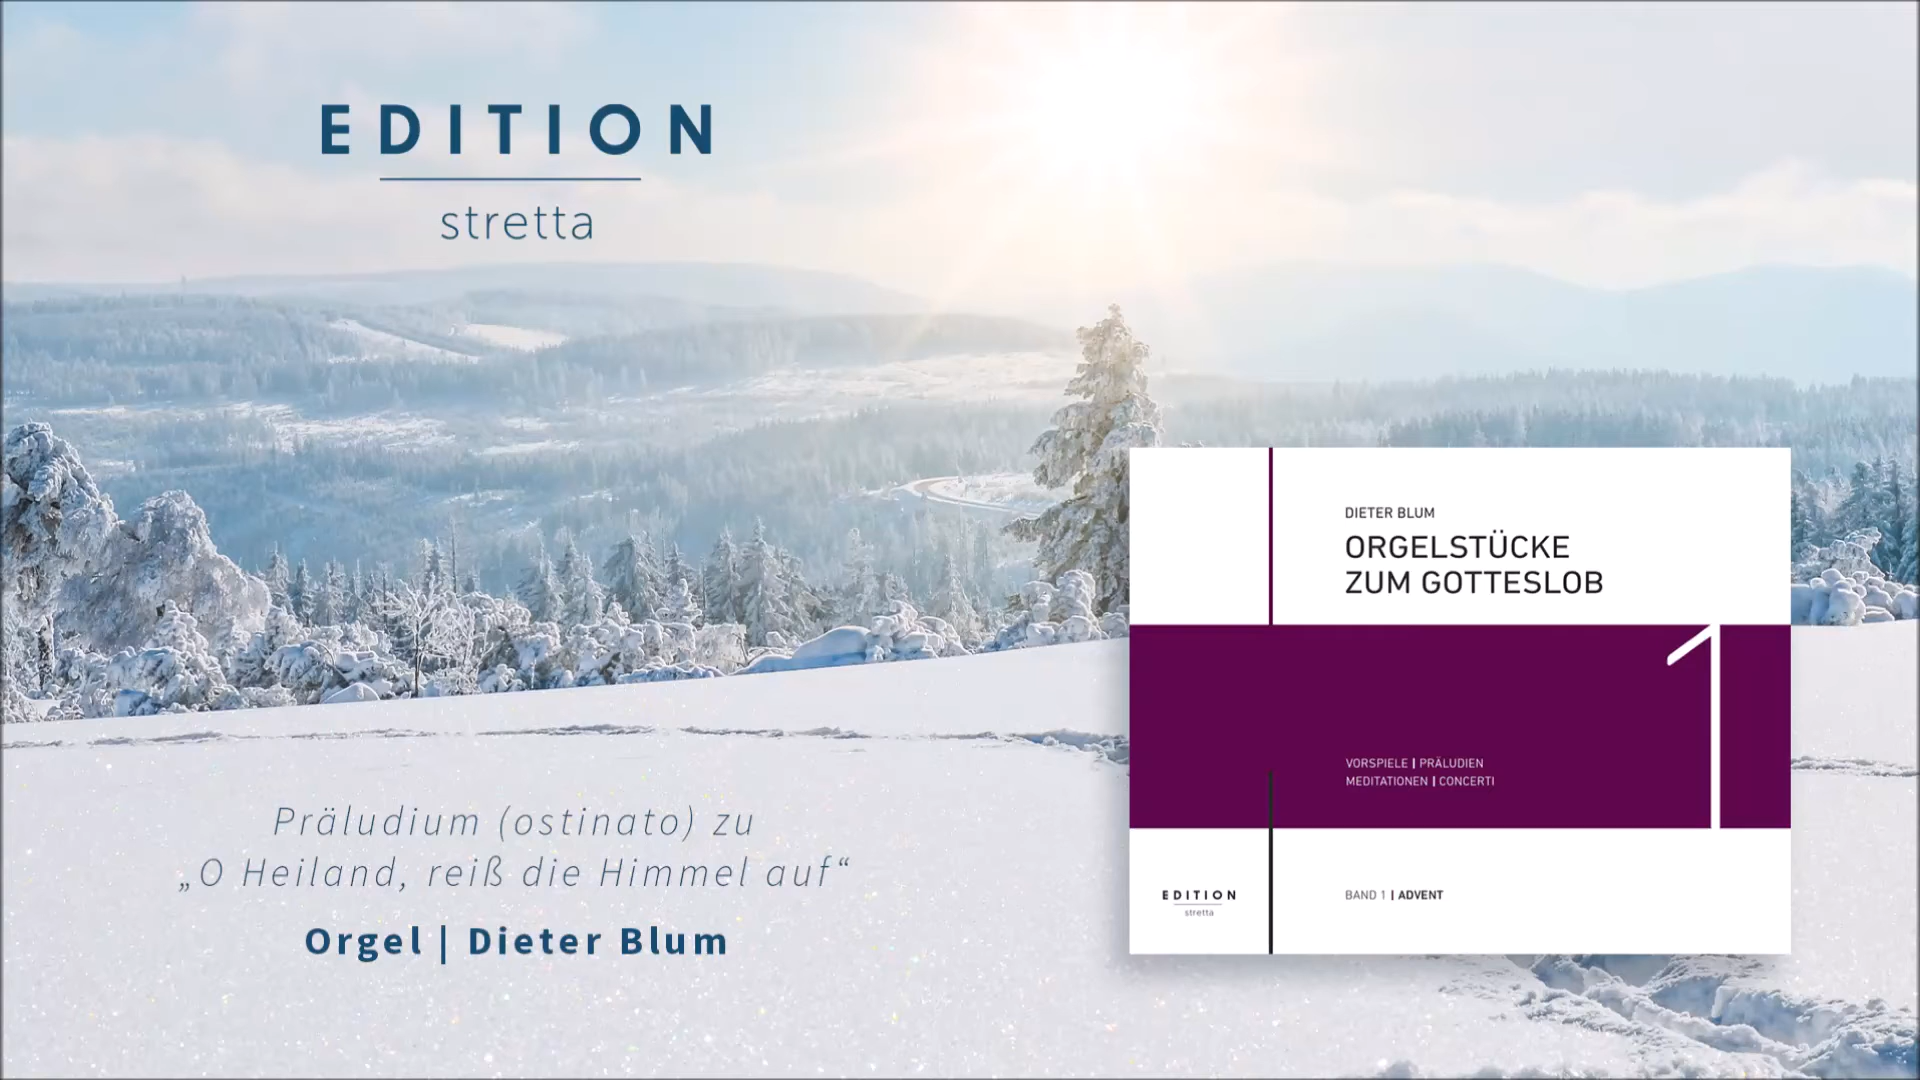 EDITION
stretta
DIETER BLUM
ORGELSTÜCKE
ZUM GOTTESLOB
1
VORSPIELE | PRÄLUDIEN
MEDITATIONEN | CONCERTI
EDITION
stretta
BAND 1 | ADVENT
Präludium (ostinato) zu
„O Heiland, reiß die Himmel auf“
Orgel | Dieter Blum